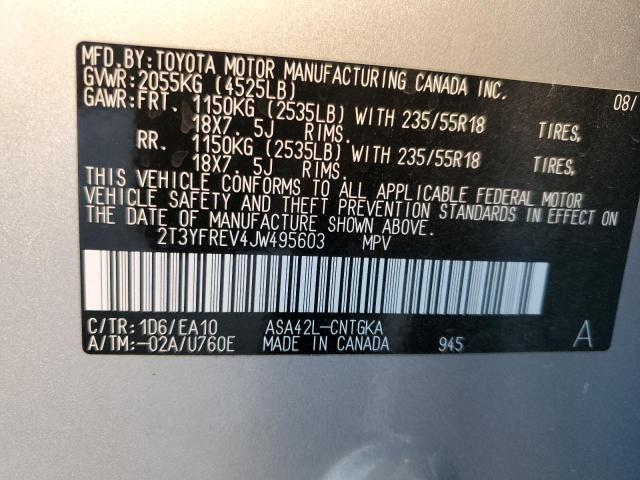 MFD.BY:TOYOTA MOTOR MANUFACTURING CANADA INC.
GVWR:2055KG (4525LB) 08/
GAWR:FRT. 1150KG (2535LB) WITH 235/55R18 TIRES,
18X7. 5J RIMS.
RR. 1150KG (2535LB) WITH 235/55R18 TIRES,
18X7. 5J RIMS.
THIS VEHICLE CONFORMS TO ALL APPLICABLE FEDERAL MOTOR
VEHICLE SAFETY AND THEFT PREVENTION STANDARDS IN EFFECT ON
THE DATE OF MANUFACTURE SHOWN ABOVE.
2T3YFREV4JW495603 MPV
C/TR:1D6/EA10 ASA42L-CNTGKA A
A/TM:-02A/U760E MADE IN CANADA 945